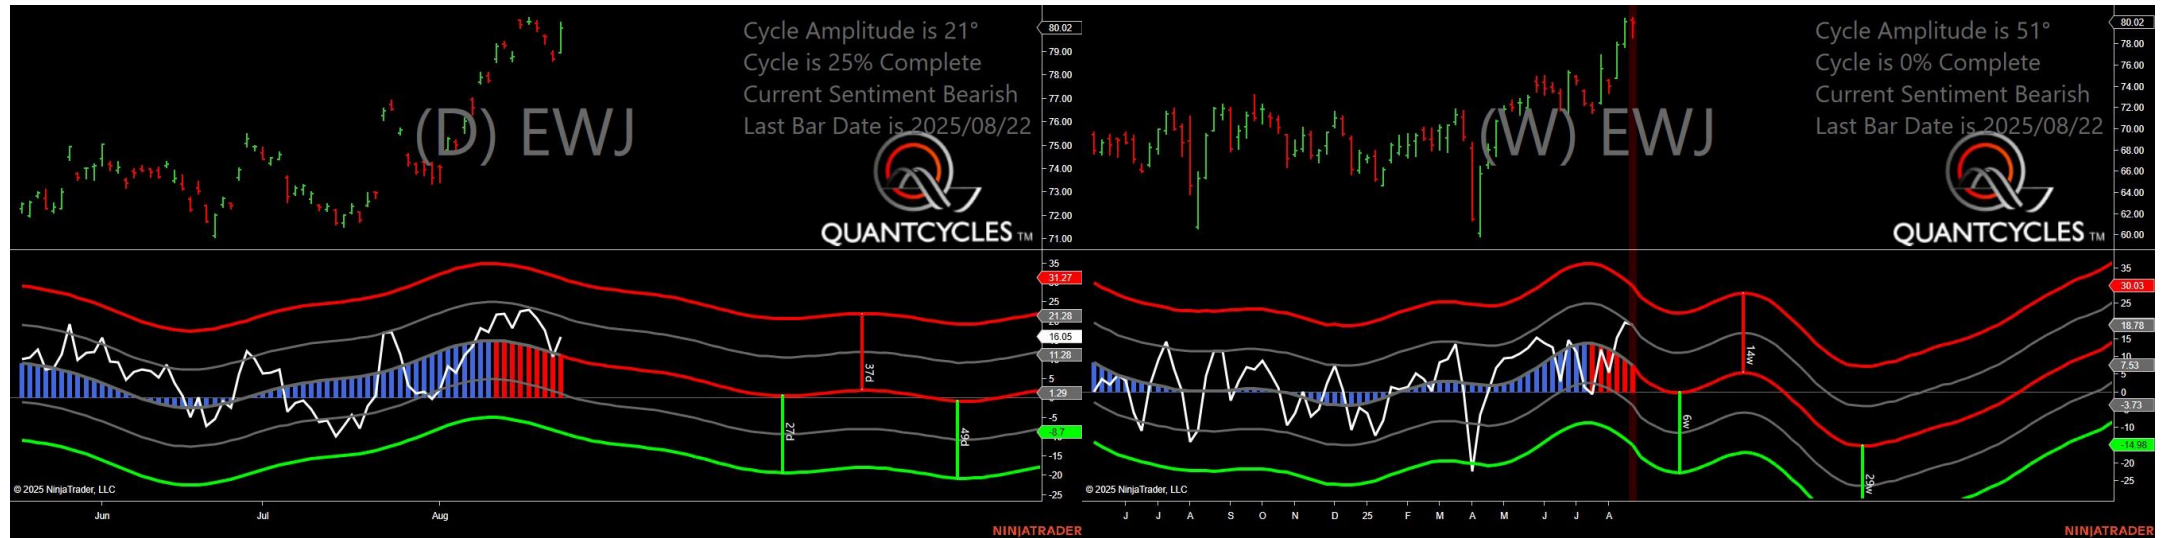 Cycle Amplitude is 21°
Cycle is 25% Complete
Current Sentiment Bearish
Last Bar Date is 2025/08/22
(D) EWJ
QUANTCYCLES TM
80.02
79.00
78.00
77.00
76.00
75.00
74.00
73.00
72.00
71.00
35
31.27
25
21.28
16.05
11.28
5
1.29
-5
-8.7
-15
-20
-25
37d
27d
49d
© 2025 NinjaTrader, LLC
Jun
Jul
Aug
NINJATRADER
Cycle Amplitude is 51°
Cycle is 0% Complete
Current Sentiment Bearish
Last Bar Date is 2025/08/22
(W) EWJ
QUANTCYCLES TM
80.02
78.00
76.00
74.00
72.00
70.00
68.00
66.00
64.00
62.00
60.00
35
30.03
25
18.78
15
10
7.53
5
-3.73
-10
-14.98
-20
-25
14w
6w
29w
© 2025 NinjaTrader, LLC
J J A S O N D 25 F M A M J J A
NINJATRADER